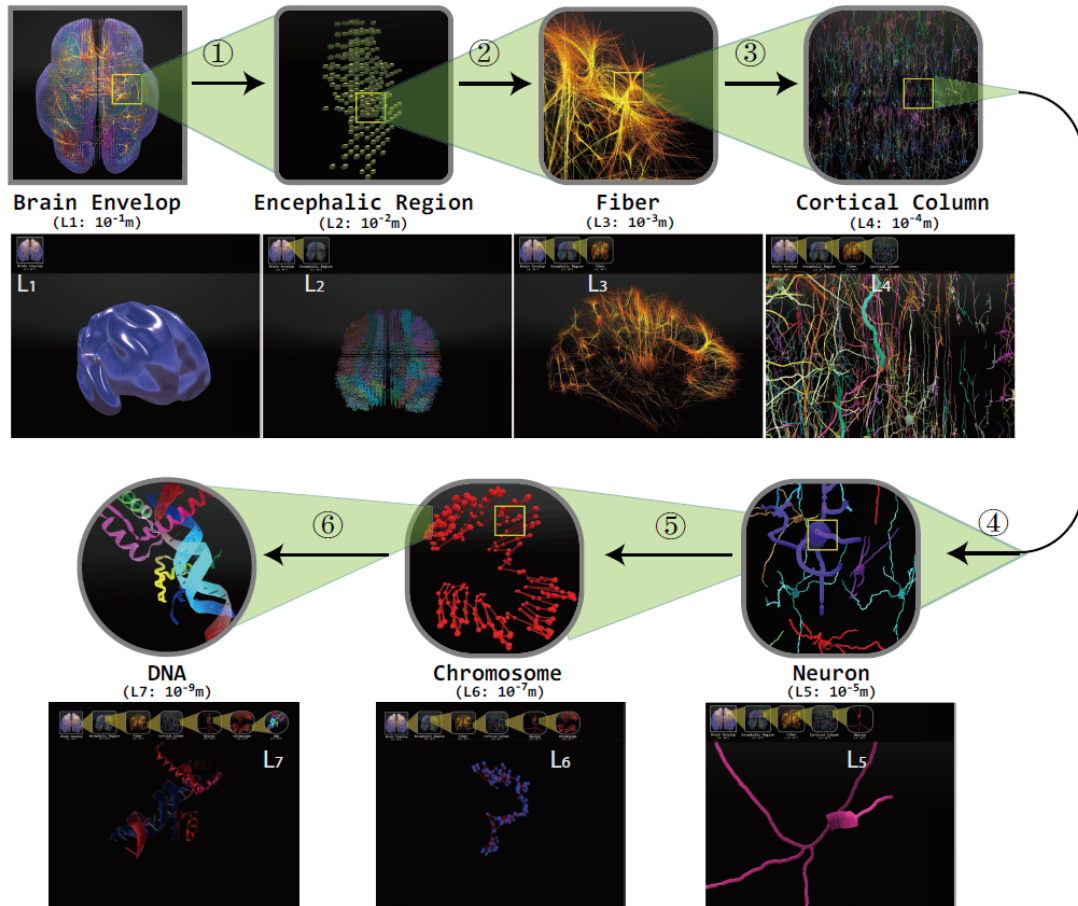 ①
②
③
Brain Envelop
(L1: 10⁻¹m)
Encephalic Region
(L2: 10⁻²m)
Fiber
(L3: 10⁻³m)
Cortical Column
(L4: 10⁻⁴m)
L1
L2
L3
L4
⑥
⑤
④
DNA
(L7: 10⁻⁹m)
Chromosome
(L6: 10⁻⁷m)
Neuron
(L5: 10⁻⁵m)
L7
L6
L5